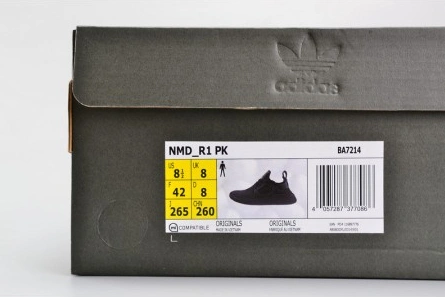 adidas
NMD_R1 PK BA7214
US UK
8½ 8
F D
42 8
J CHN
265 260
mi COMPATIBLE
ORIGINALS ORIGINALS
MADE IN VIETNAM FABRIQUÉ AU VIETNAM
4 057287 377086